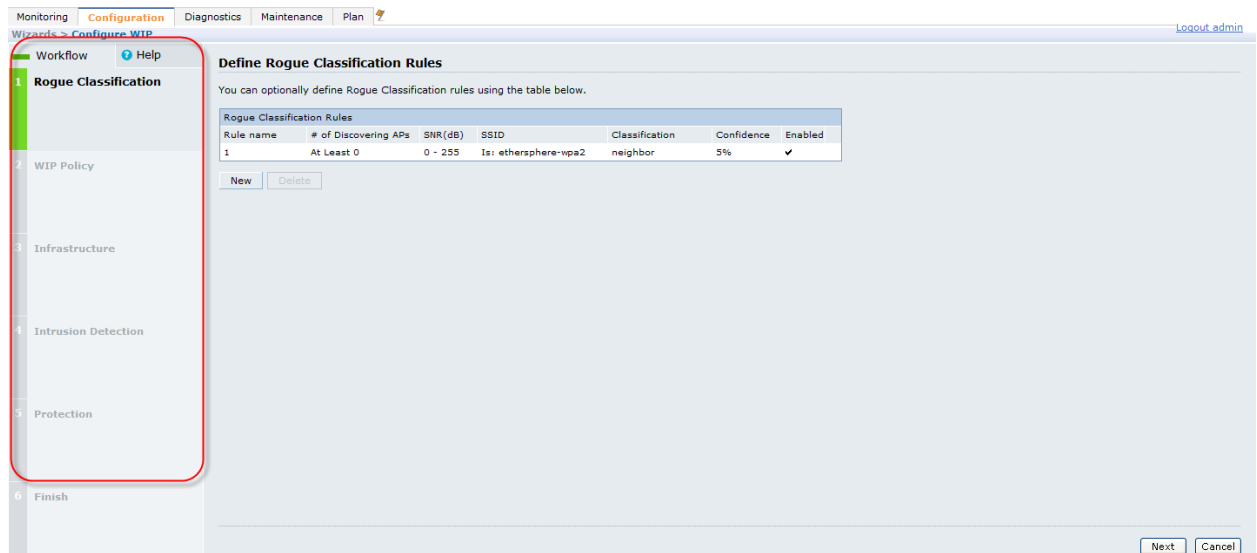 Monitoring Configuration Diagnostics Maintenance Plan
Logout admin
Wizards > Configure WIP
Workflow Help
1 Rogue Classification
2 WIP Policy
3 Infrastructure
4 Intrusion Detection
5 Protection
6 Finish
Define Rogue Classification Rules
You can optionally define Rogue Classification rules using the table below.
Rogue Classification Rules
Rule name # of Discovering APs SNR(dB) SSID Classification Confidence Enabled
1 At Least 0 0 - 255 Is: ethersphere-wpa2 neighbor 5% ✔
New Delete
Next Cancel